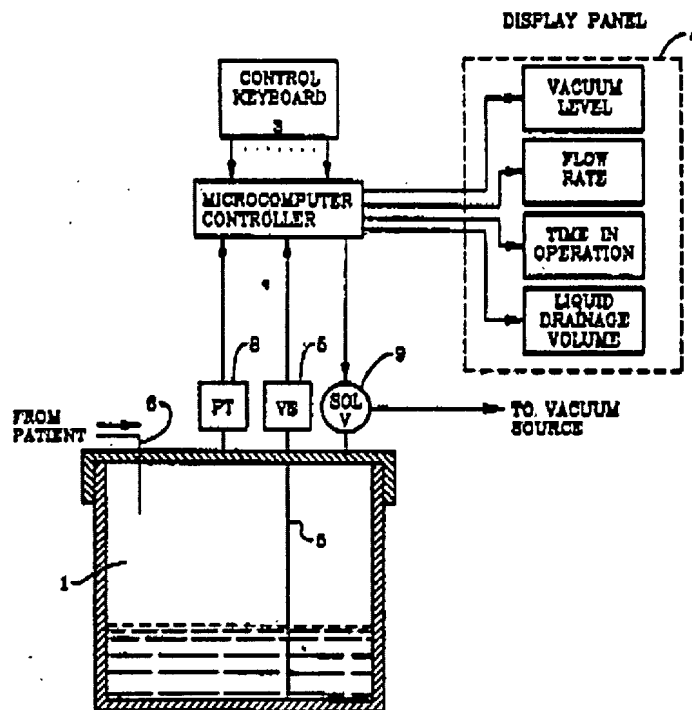 DISPLAY PANEL
CONTROL
KEYBOARD
3
VACUUM
LEVEL
FLOW
RATE
MICROCOMPUTER
CONTROLLER
TIME IN
OPERATION
LIQUID
DRAINAGE
VOLUME
8
5
9
PT
VS
SOL
V
FROM
PATIENT
6
TO VACUUM
SOURCE
5
1